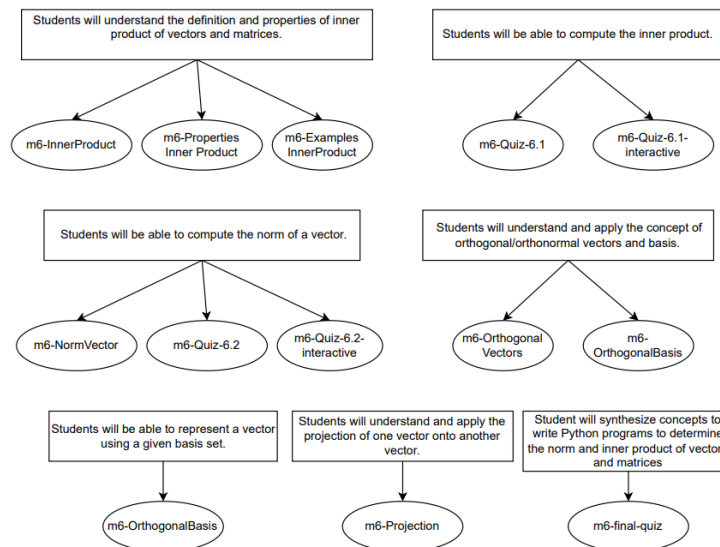 Students will understand the definition and properties of inner
product of vectors and matrices.
Students will be able to compute the inner product.
m6-InnerProduct
m6-Properties
Inner Product
m6-Examples
InnerProduct
m6-Quiz-6.1
m6-Quiz-6.1-
interactive
Students will be able to compute the norm of a vector.
Students will understand and apply the concept of
orthogonal/orthonormal vectors and basis.
m6-NormVector
m6-Quiz-6.2
m6-Quiz-6.2-
interactive
m6-Orthogonal
Vectors
m6-
OrthogonalBasis
Students will be able to represent a vector
using a given basis set.
Students will understand and apply the
projection of one vector onto another
vector.
Student will synthesize concepts to
write Python programs to determine
the norm and inner product of vector
and matrices
m6-OrthogonalBasis
m6-Projection
m6-final-quiz